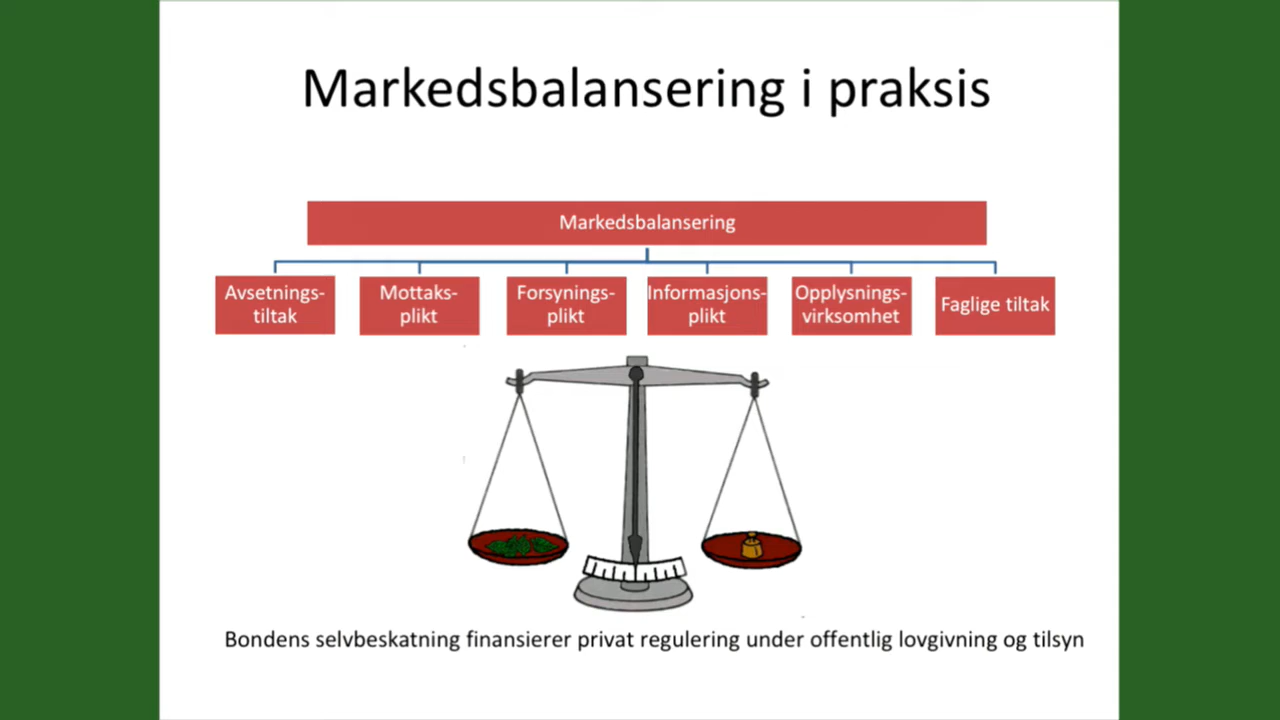 Markedsbalansering i praksis
Markedsbalansering
Avsetnings-
tiltak
Mottaks-
plikt
Forsynings-
plikt
Informasjons-
plikt
Opplysnings-
virksomhet
Faglige tiltak
Bondens selvbeskatning finansierer privat regulering under offentlig lovgivning og tilsyn